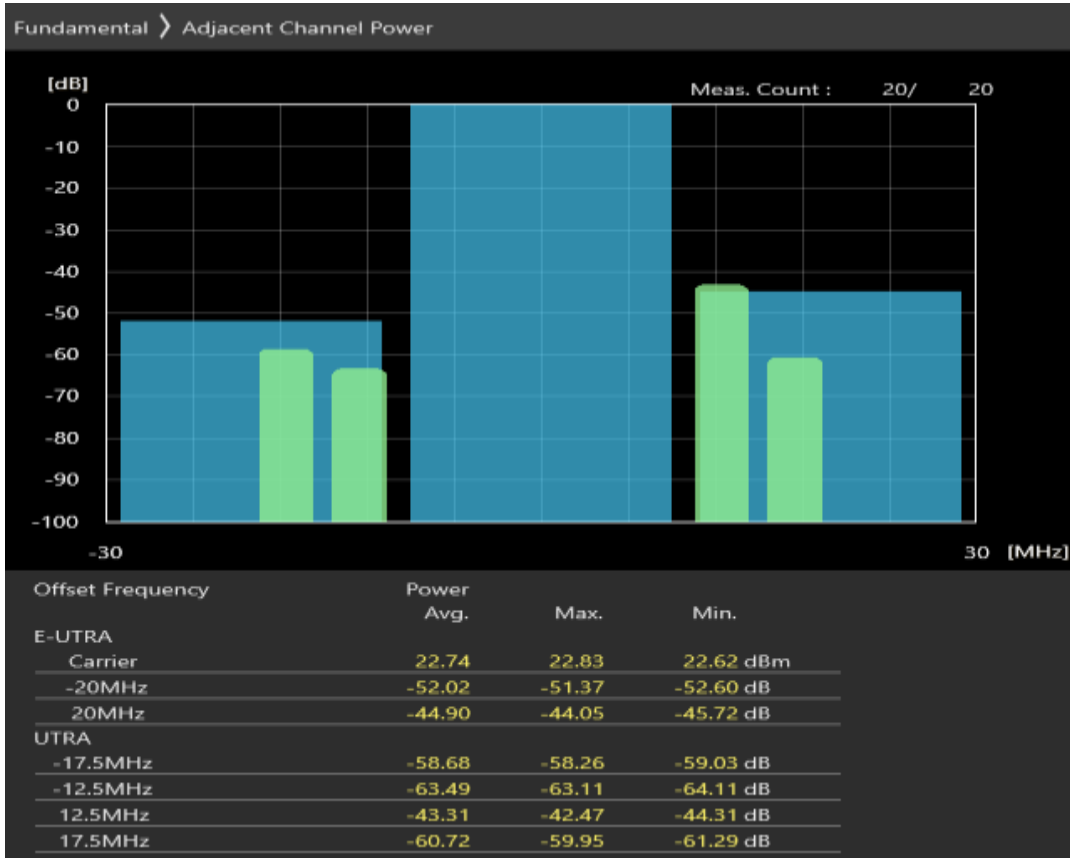 Fundamental 〉 Adjacent Channel Power
[dB]
Meas. Count : 20/ 20
0
-10
-20
-30
-40
-50
-60
-70
-80
-90
-100
-30 30 [MHz]
Offset Frequency Power
Avg. Max. Min.
E-UTRA
Carrier 22.74 22.83 22.62 dBm
-20MHz -52.02 -51.37 -52.60 dB
20MHz -44.90 -44.05 -45.72 dB
UTRA
-17.5MHz -58.68 -58.26 -59.03 dB
-12.5MHz -63.49 -63.11 -64.11 dB
12.5MHz -43.31 -42.47 -44.31 dB
17.5MHz -60.72 -59.95 -61.29 dB